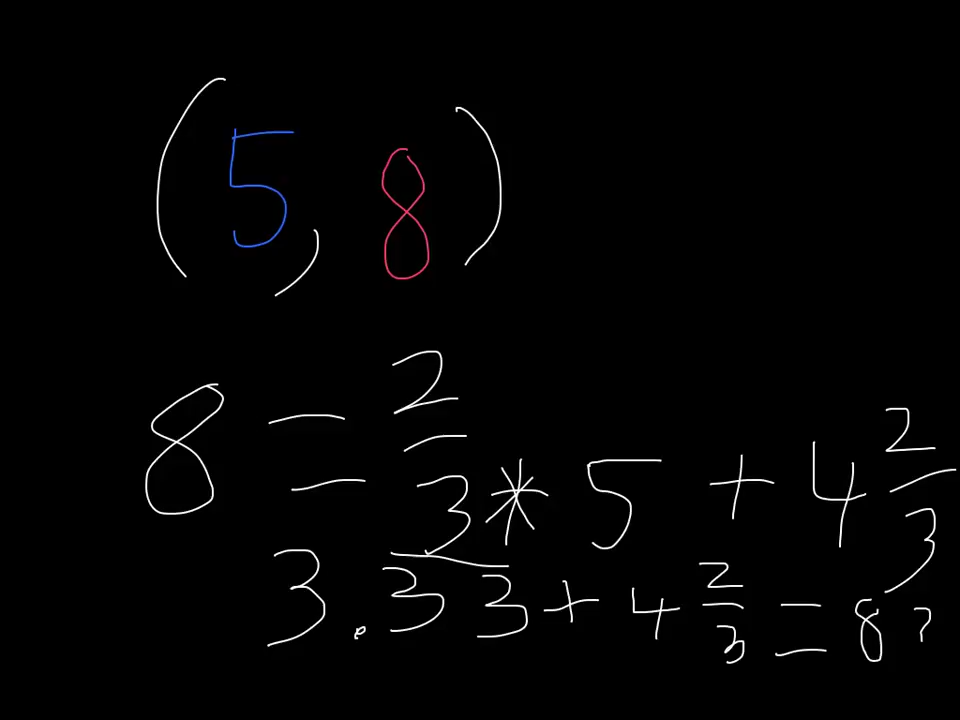 (5, 8)
8 = 2/3 * 5 + 4 2/3
3.33 + 4 2/3 = 8?